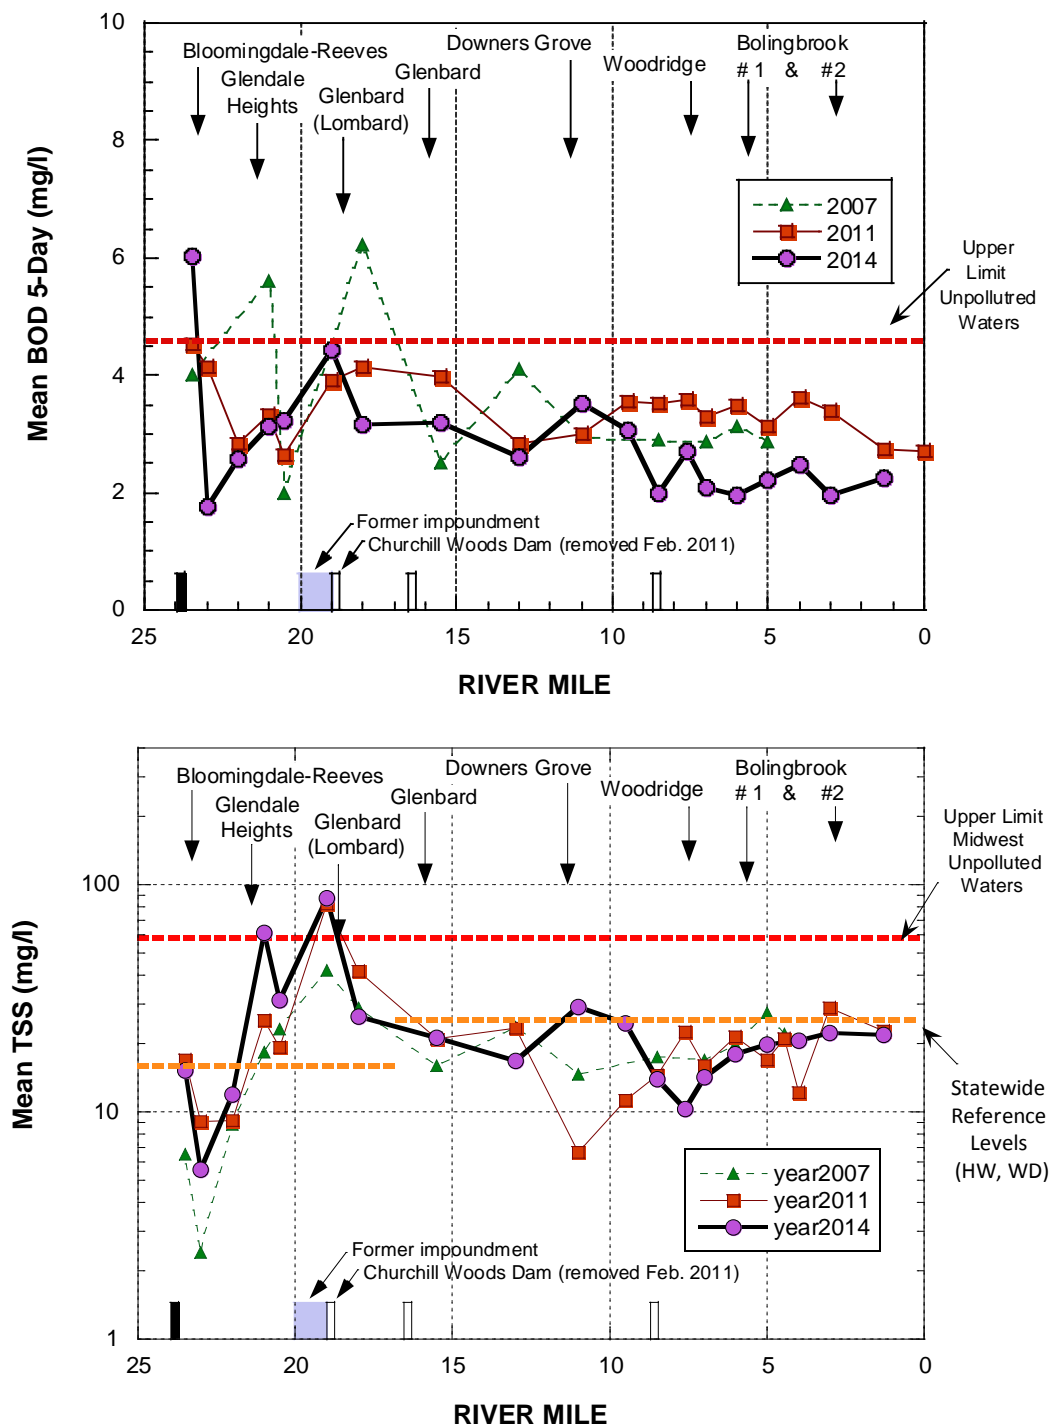 10
8
6
4
2
0
Mean BOD 5-Day (mg/l)
Bloomingdale-Reeves
Glendale
Heights
Glenbard
(Lombard)
Glenbard
Downers Grove
Woodridge
Bolingbrook
# 1 & #2
2007
2011
2014
Upper
Limit
Unpollutred
Waters
Former impoundment
Churchill Woods Dam (removed Feb. 2011)
25 20 15 10 5 0
RIVER MILE
100
10
1
Mean TSS (mg/l)
Bloomingdale-Reeves
Glendale
Heights
Glenbard
(Lombard)
Glenbard
Downers Grove
Woodridge
Bolingbrook
# 1 & #2
Upper Limit
Midwest
Unpolluted
Waters
Statewide
Reference
Levels
(HW, WD)
year2007
year2011
year2014
Former impoundment
Churchill Woods Dam (removed Feb. 2011)
25 20 15 10 5 0
RIVER MILE